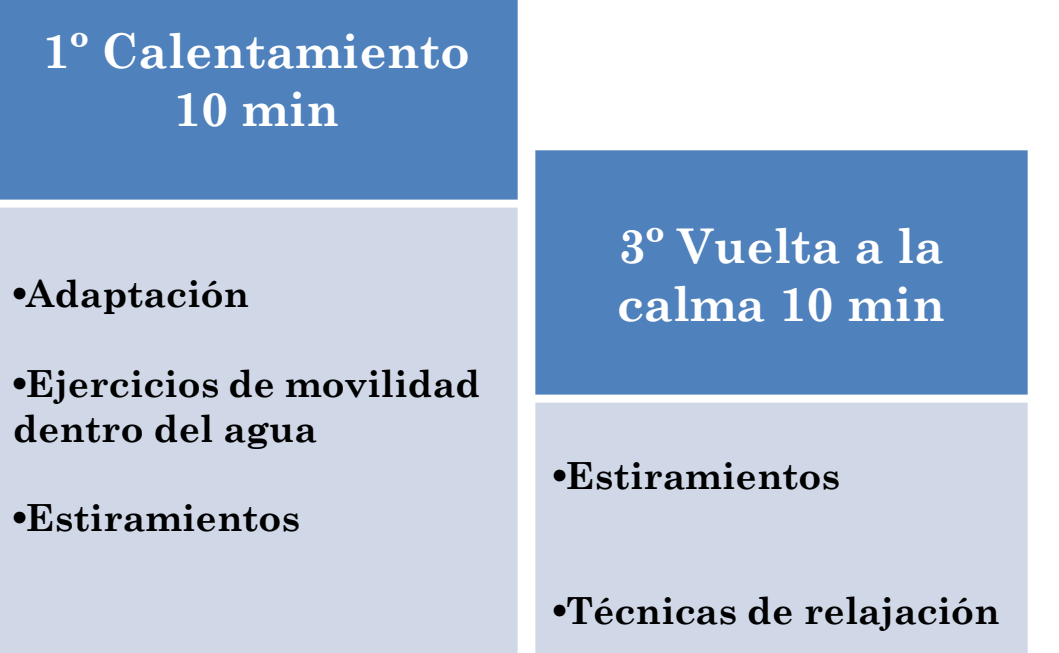 1º Calentamiento
10 min
•Adaptación
•Ejercicios de movilidad
dentro del agua
•Estiramientos
3º Vuelta a la
calma 10 min
•Estiramientos
•Técnicas de relajación